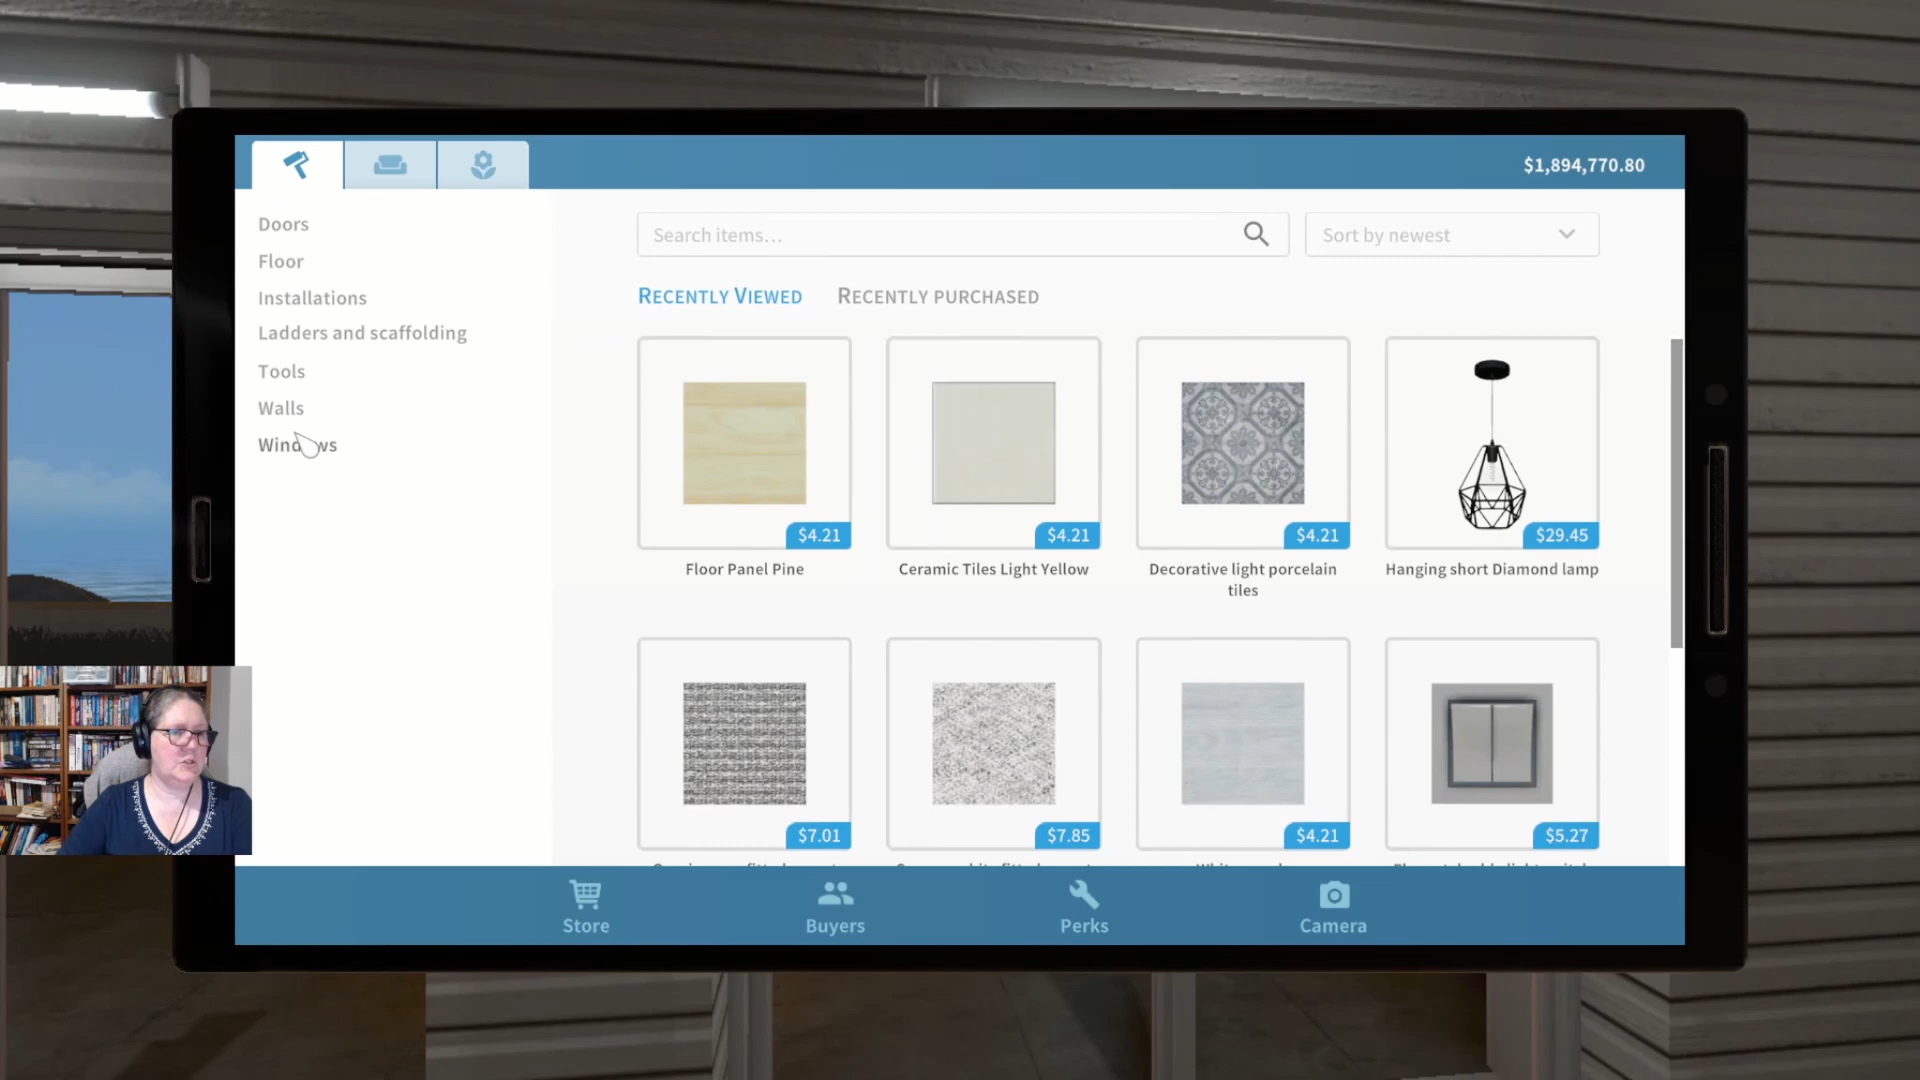 $1,894,770.80
Doors
Floor
Installations
Ladders and scaffolding
Tools
Walls
Windows
Search items...
Sort by newest
RECENTLY VIEWED
RECENTLY PURCHASED
$4.21
$4.21
$4.21
$29.45
Floor Panel Pine
Ceramic Tiles Light Yellow
Decorative light porcelain
tiles
Hanging short Diamond lamp
$7.01
$7.85
$4.21
$5.27
Store
Buyers
Perks
Camera